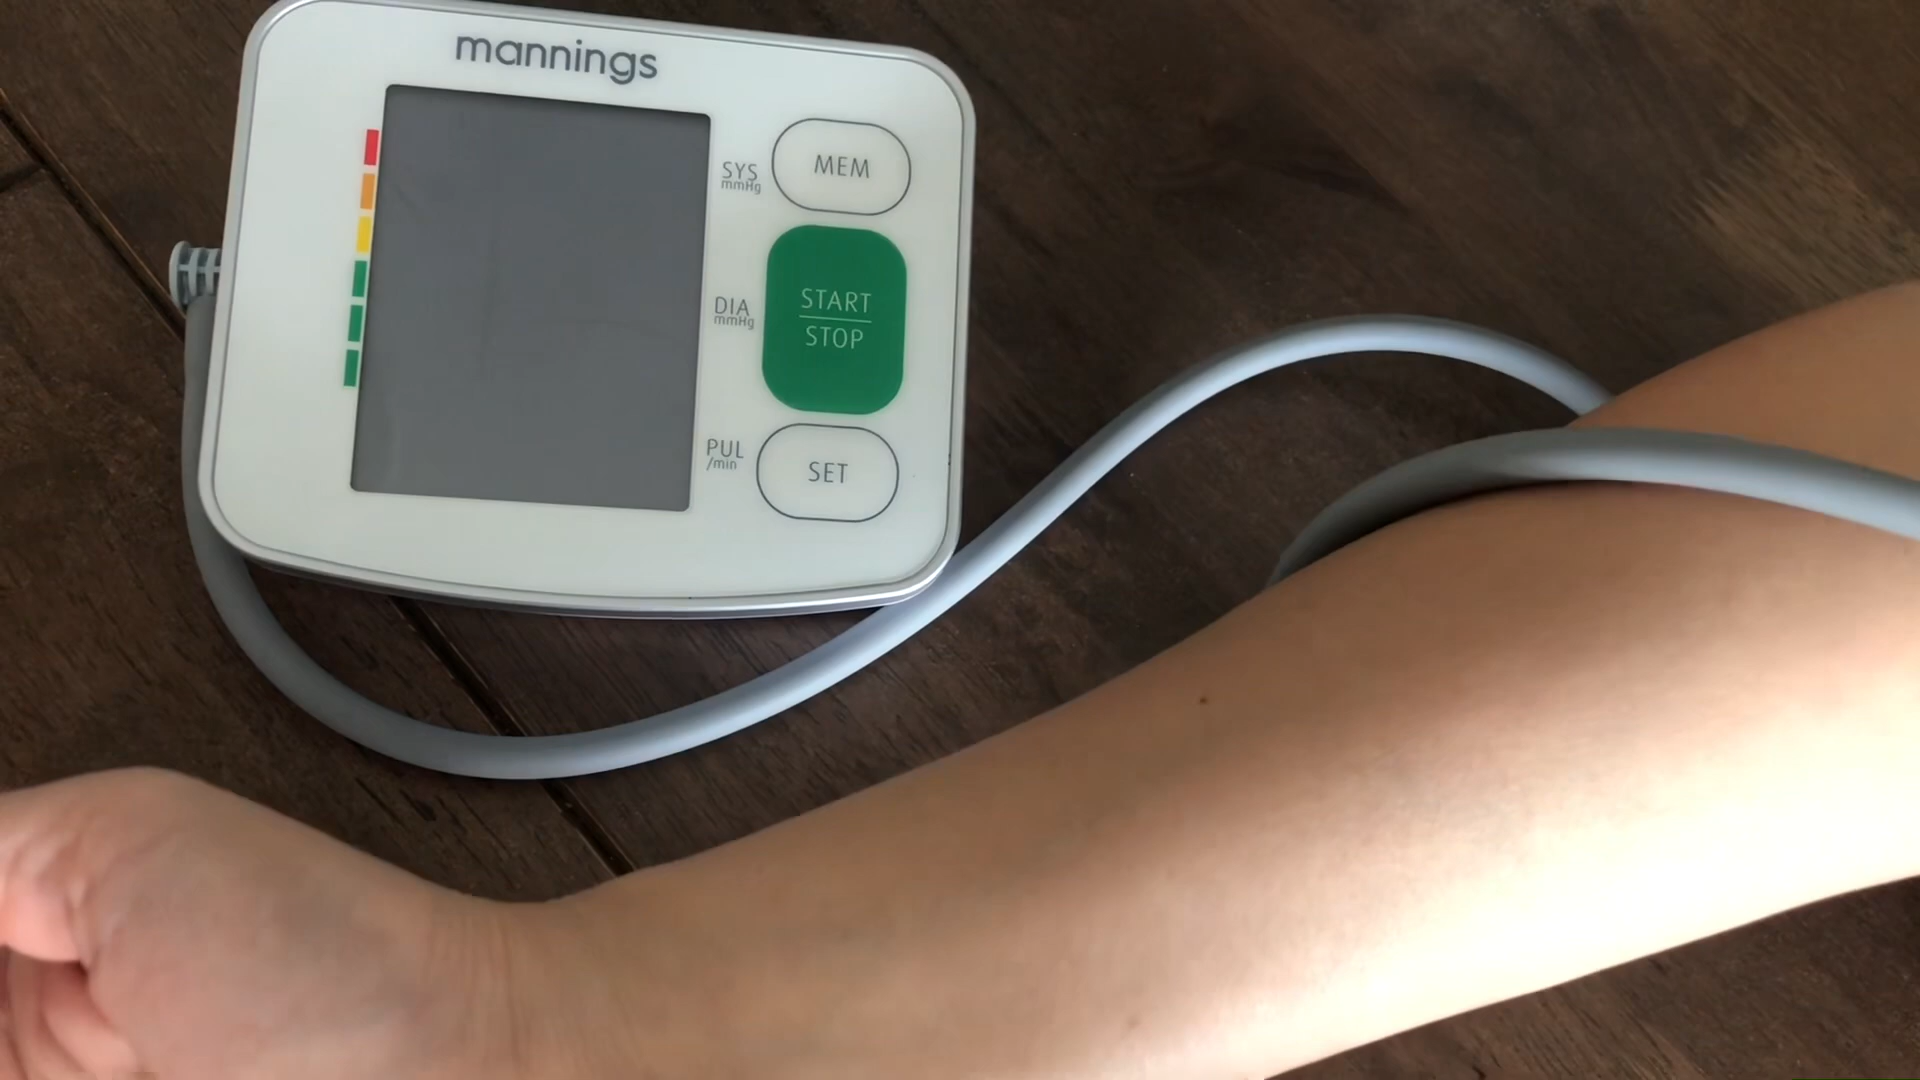 mannings
SYS
mmHg
MEM
DIA
mmHg
START
STOP
PUL
/min
SET